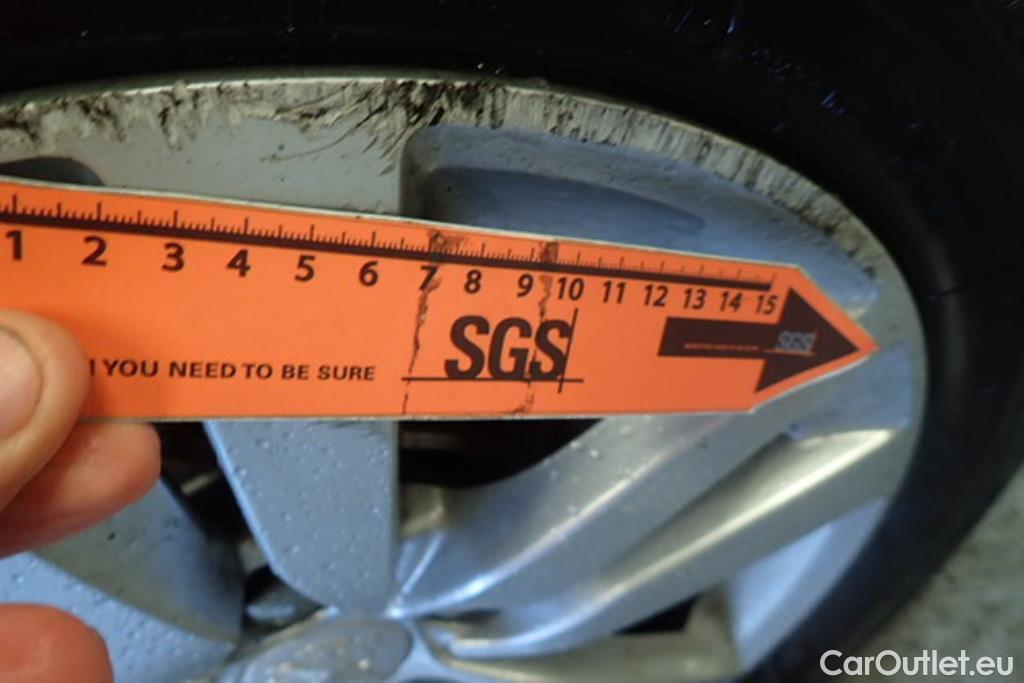 1 2 3 4 5 6 7 8 9 10 11 12 13 14 15
YOU NEED TO BE SURE
SGS
SGS
CarOutlet.eu